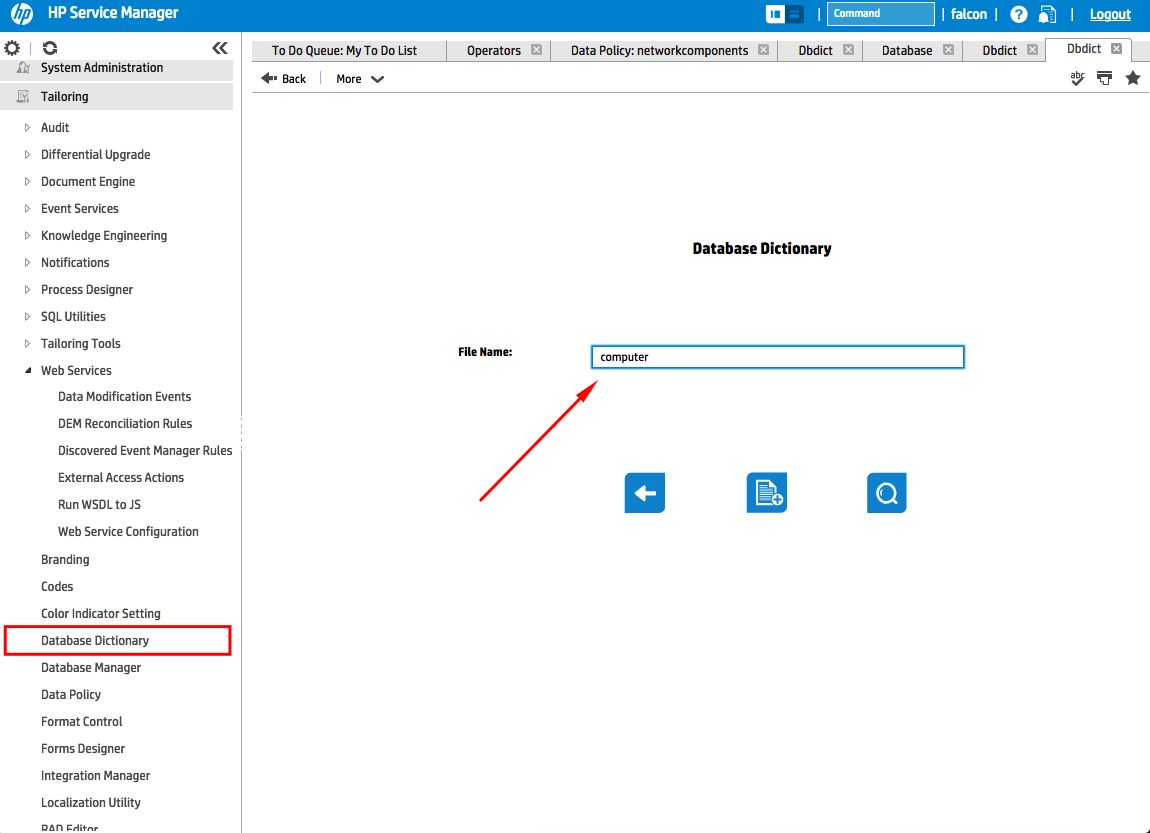 hp HP Service Manager
Command
falcon
?
Logout
System Administration
Tailoring
Audit
Differential Upgrade
Document Engine
Event Services
Knowledge Engineering
Notifications
Process Designer
SQL Utilities
Tailoring Tools
Web Services
Data Modification Events
DEM Reconciliation Rules
Discovered Event Manager Rules
External Access Actions
Run WSDL to JS
Web Service Configuration
Branding
Codes
Color Indicator Setting
Database Dictionary
Database Manager
Data Policy
Format Control
Forms Designer
Integration Manager
Localization Utility
RAD Editor
To Do Queue: My To Do List
Operators
Data Policy: networkcomponents
Dbdict
Database
Dbdict
Dbdict
Back
More
abc
Database Dictionary
File Name:
computer